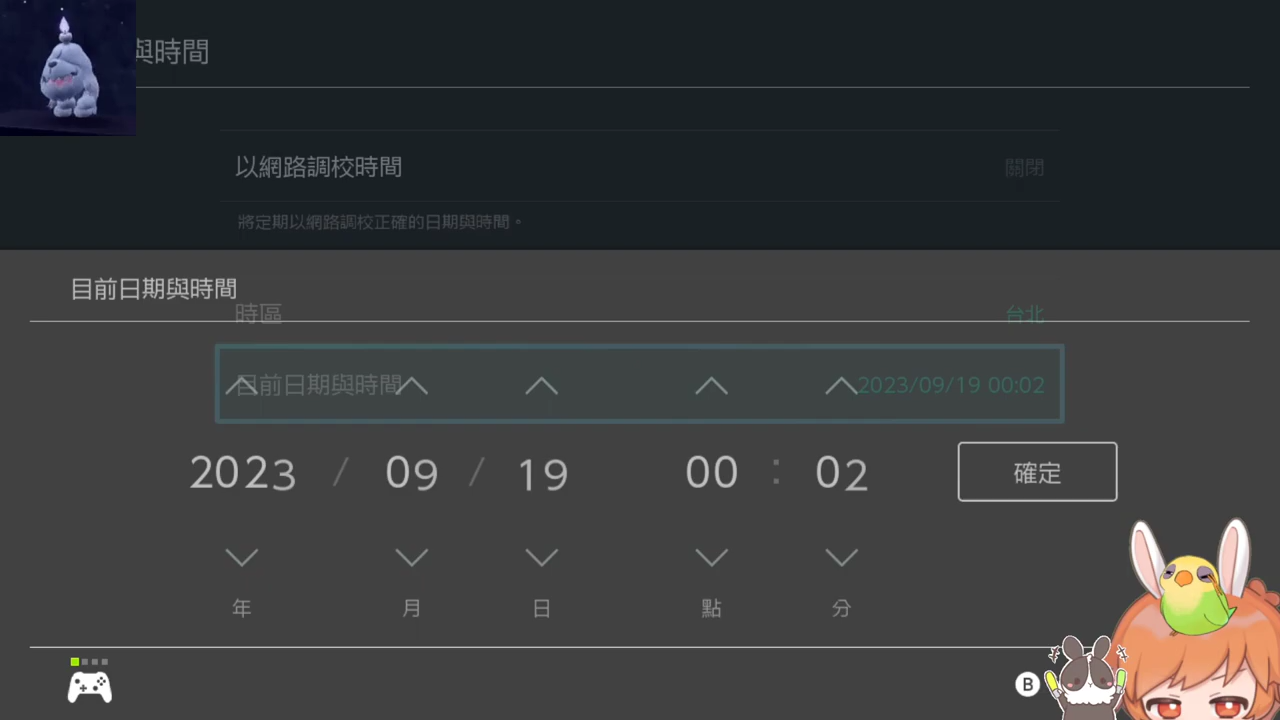 與時間
以網路調校時間 關閉
將定期以網路調校正確的日期與時間。
目前日期與時間
時區 台北
目前日期與時間 2023/09/19 00:02
2023 / 09 / 19 00 : 02 確定
年 月 日 點 分
B